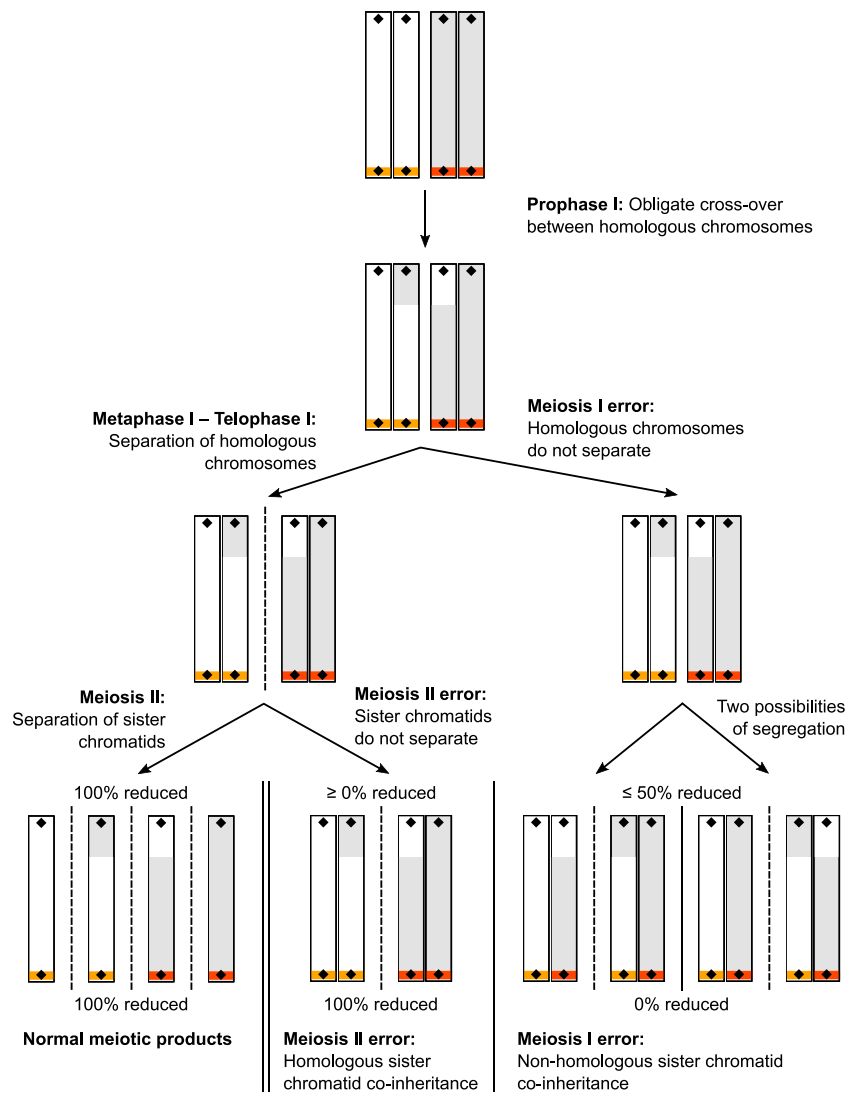 Prophase I: Obligate cross-over
between homologous chromosomes
Metaphase I – Telophase I:
Separation of homologous
chromosomes
Meiosis I error:
Homologous chromosomes
do not separate
Meiosis II:
Separation of sister
chromatids
Meiosis II error:
Sister chromatids
do not separate
Two possibilities
of segregation
100% reduced
≥ 0% reduced
≤ 50% reduced
100% reduced
100% reduced
0% reduced
Normal meiotic products
Meiosis II error:
Homologous sister
chromatid co-inheritance
Meiosis I error:
Non-homologous sister chromatid
co-inheritance